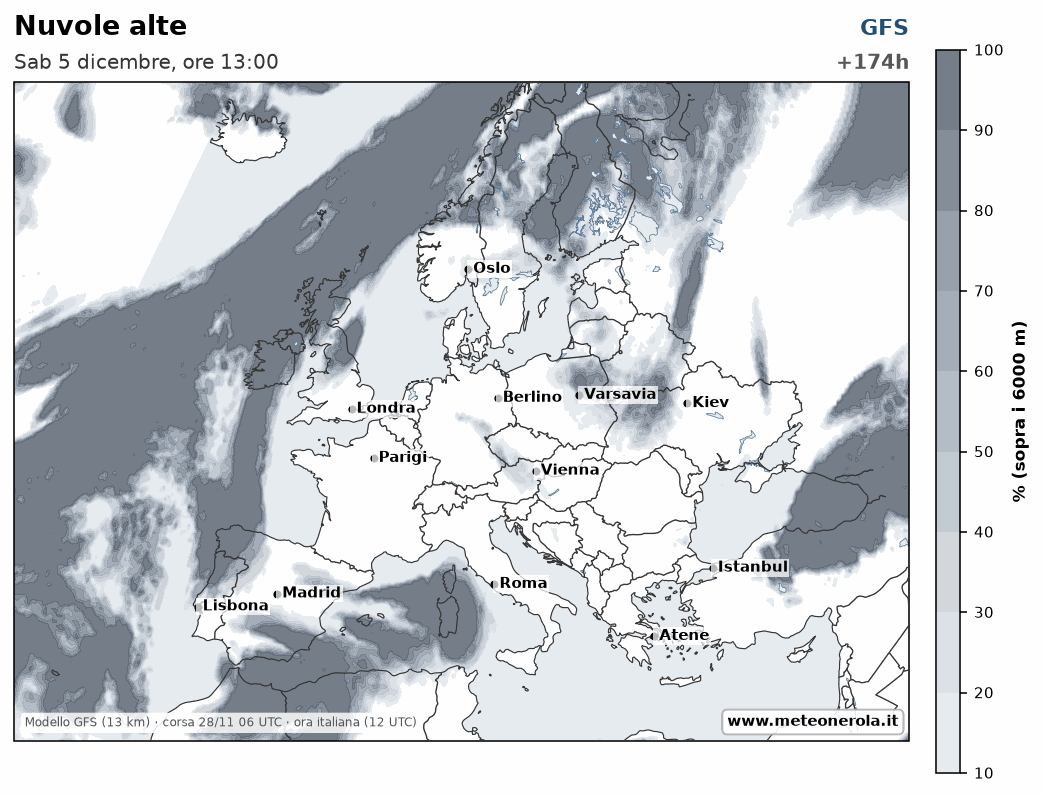 Nuvole alte
GFS
Sab 5 dicembre, ore 13:00
+174h
100
90
80
70
60
50
40
30
20
10
% (sopra i 6000 m)
Oslo
Berlino
Varsavia
Kiev
Londra
Parigi
Vienna
Istanbul
Roma
Madrid
Lisbona
Atene
Modello GFS (13 km) · corsa 28/11 06 UTC · ora italiana (12 UTC)
www.meteonerola.it